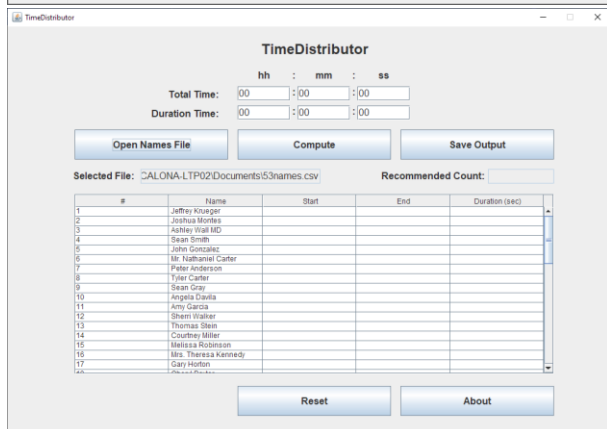 TimeDistributor
TimeDistributor
hh : mm : ss
Total Time: 00 : 00 : 00
Duration Time: 00 : 00 : 00
Open Names File Compute Save Output
Selected File: CALONA-LTP02\Documents\53names.csv Recommended Count:
# Name Start End Duration (sec)
1 Jeffrey Krueger
2 Joshua Montes
3 Ashley Wall MD
4 Sean Smith
5 John Gonzalez
6 Mr. Nathaniel Carter
7 Peter Anderson
8 Tyler Carter
9 Sean Gray
10 Angela Davila
11 Amy Garcia
12 Sherri Walker
13 Thomas Stein
14 Courtney Miller
15 Melissa Robinson
16 Mrs. Theresa Kennedy
17 Gary Horton
Reset About